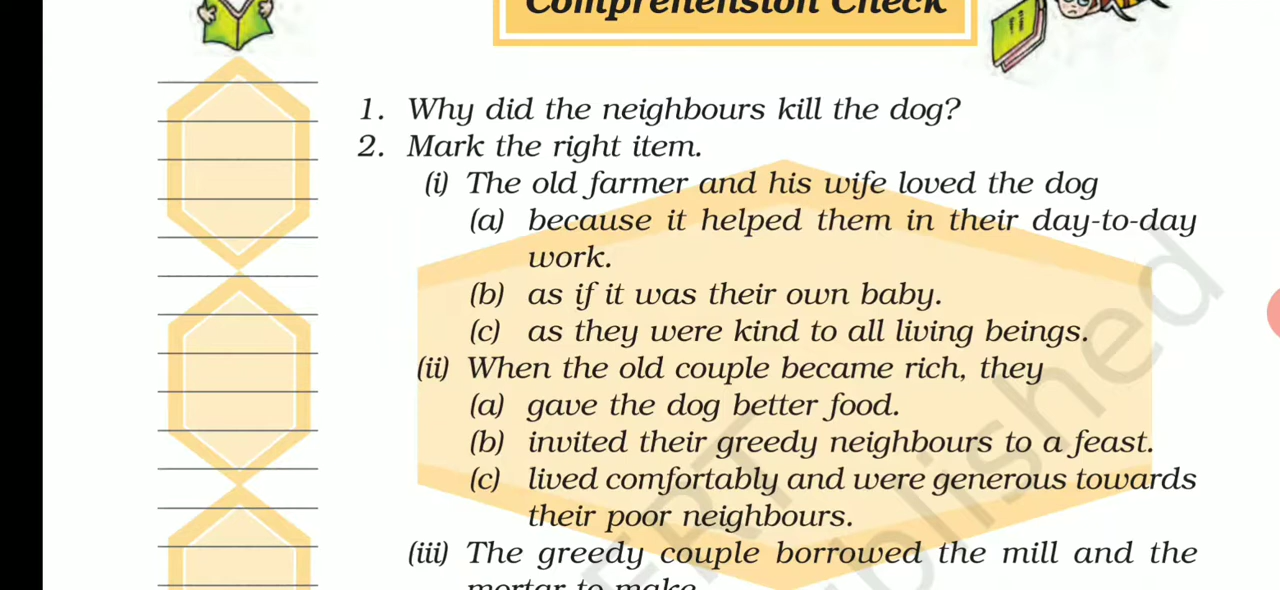 Comprehension Check
1. Why did the neighbours kill the dog?
2. Mark the right item.
(i) The old farmer and his wife loved the dog
(a) because it helped them in their day-to-day
work.
(b) as if it was their own baby.
(c) as they were kind to all living beings.
(ii) When the old couple became rich, they
(a) gave the dog better food.
(b) invited their greedy neighbours to a feast.
(c) lived comfortably and were generous towards
their poor neighbours.
(iii) The greedy couple borrowed the mill and the
mortar to make